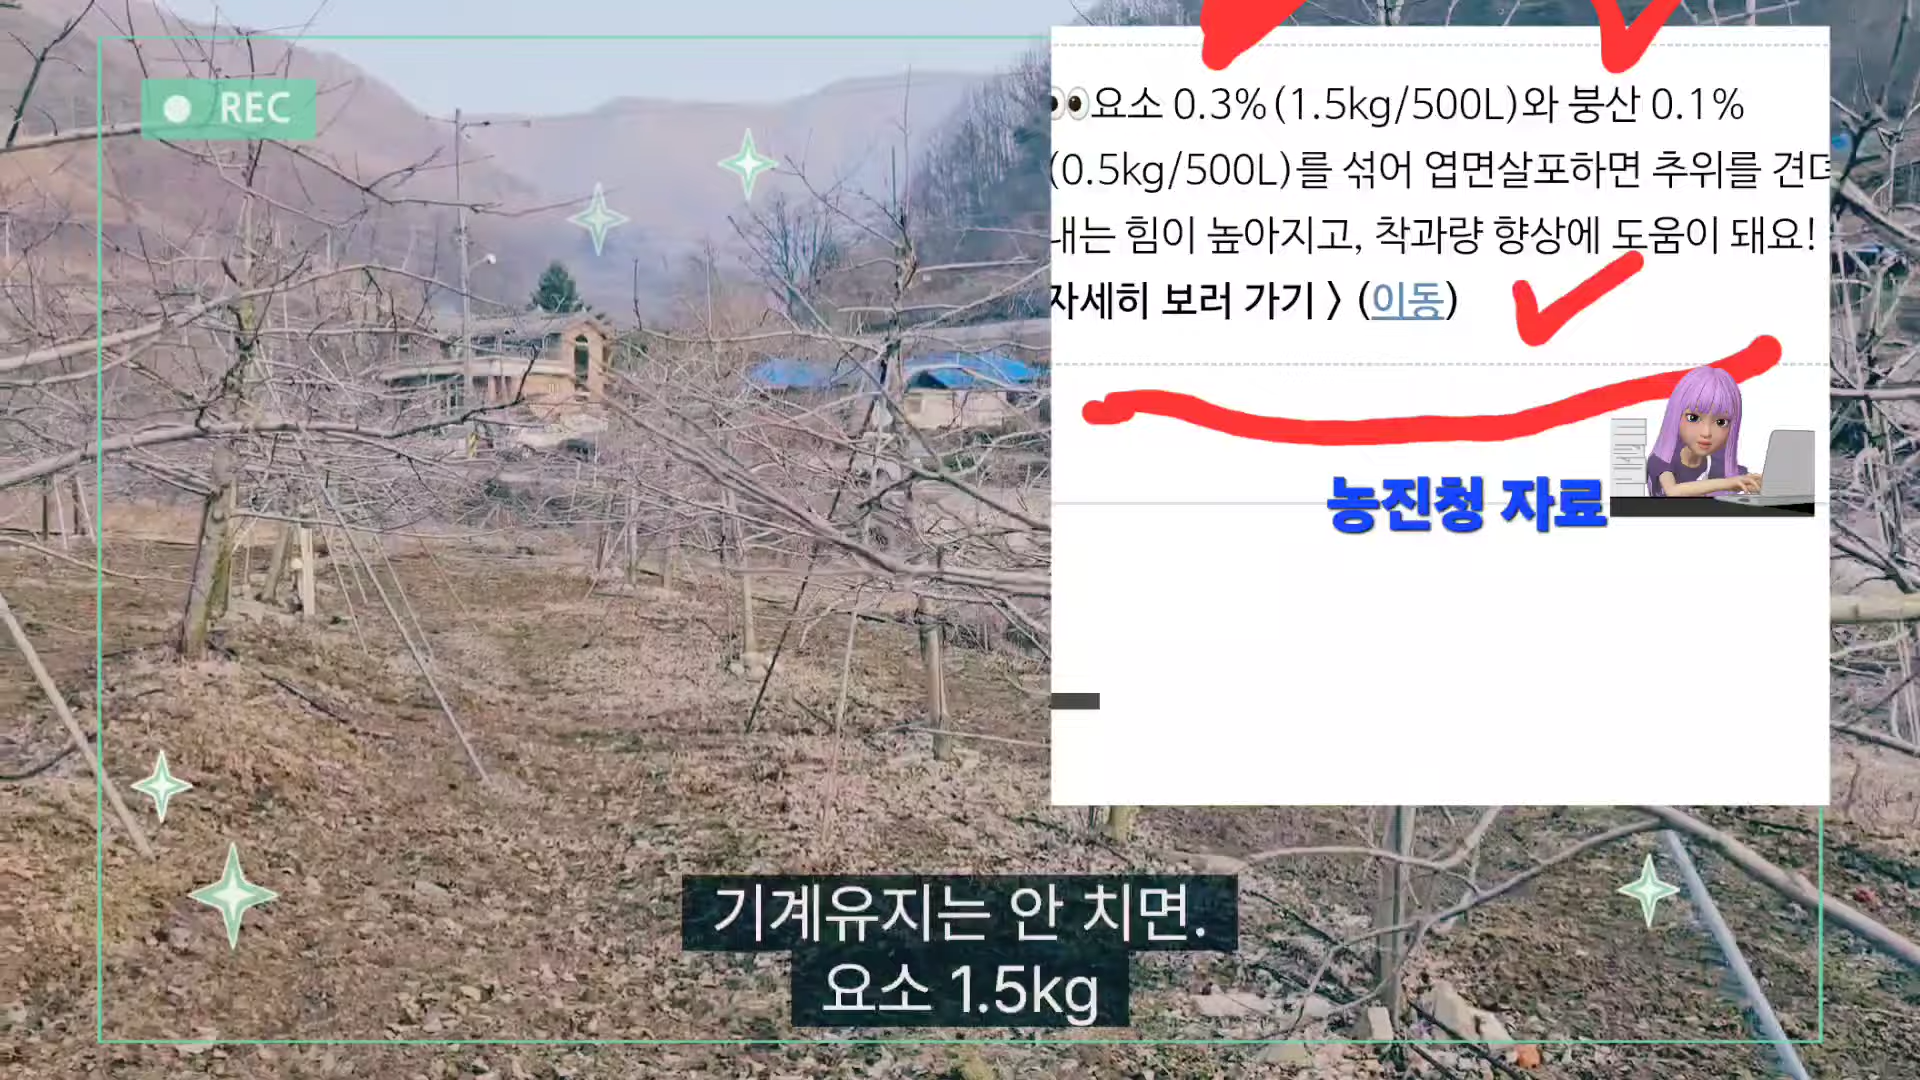 REC
👀요소 0.3%(1.5kg/500L)와 붕산 0.1%
(0.5kg/500L)를 섞어 엽면살포하면 추위를 견뎌
내는 힘이 높아지고, 착과량 향상에 도움이 돼요!
자세히 보러 가기 〉 (이동)
농진청 자료
기계유지는 안 치면.
요소 1.5kg